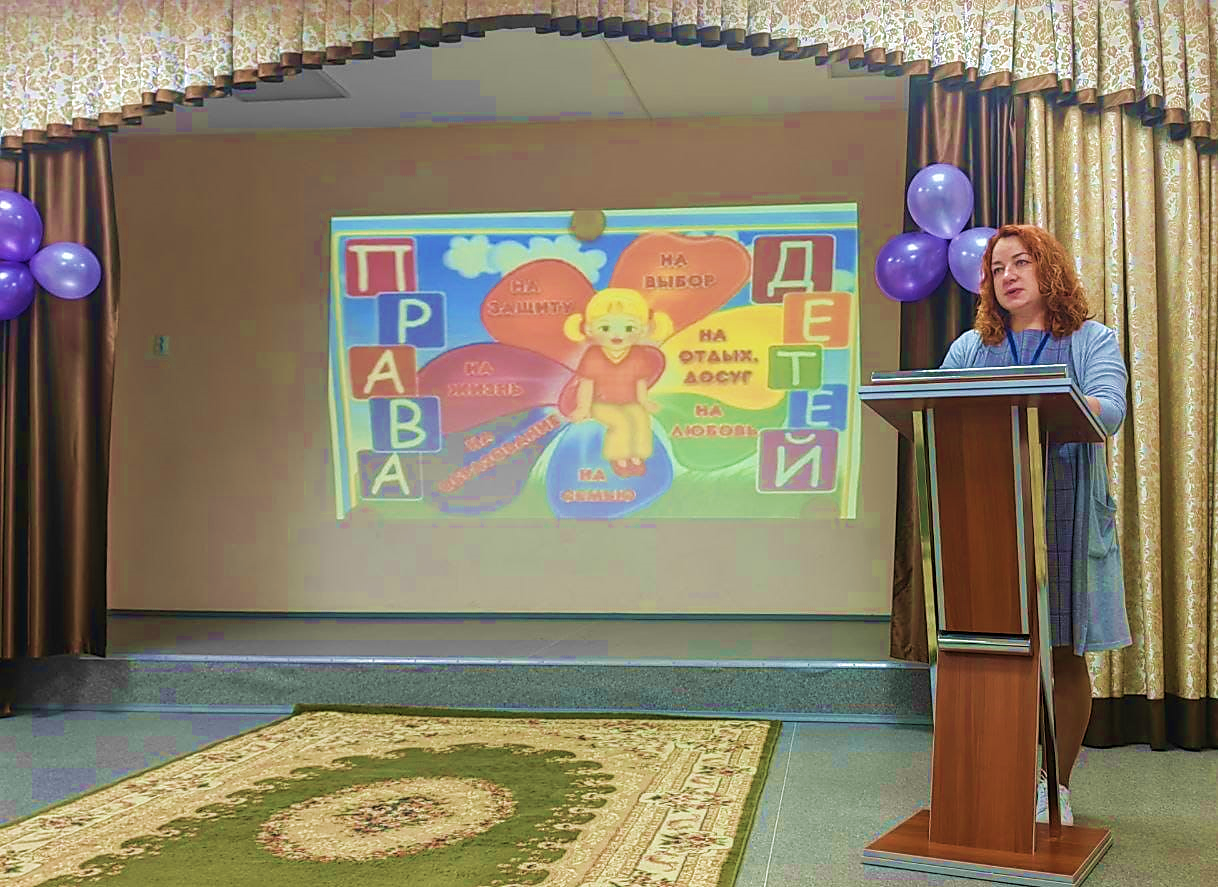 ПРАВА
ДЕТЕЙ
НА
ЗАЩИТУ
НА
ВЫБОР
НА
ЖИЗНЬ
НА
ОТДЫХ,
ДОСУГ
НА
ОБРАЗОВАНИЕ
НА
ЛЮБОВЬ
НА
СЕМЬЮ